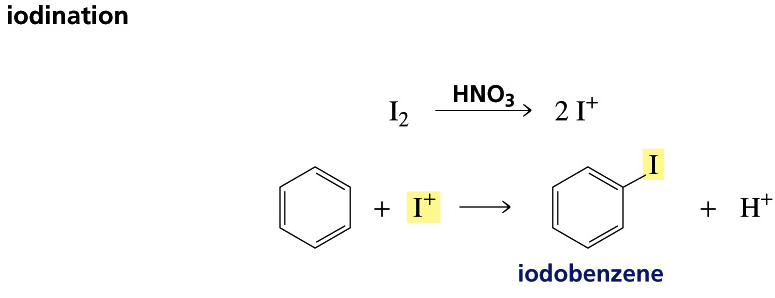 iodination
HNO₃
I₂ ⟶ 2 I⁺
I
+ I⁺ ⟶ + H⁺
iodobenzene